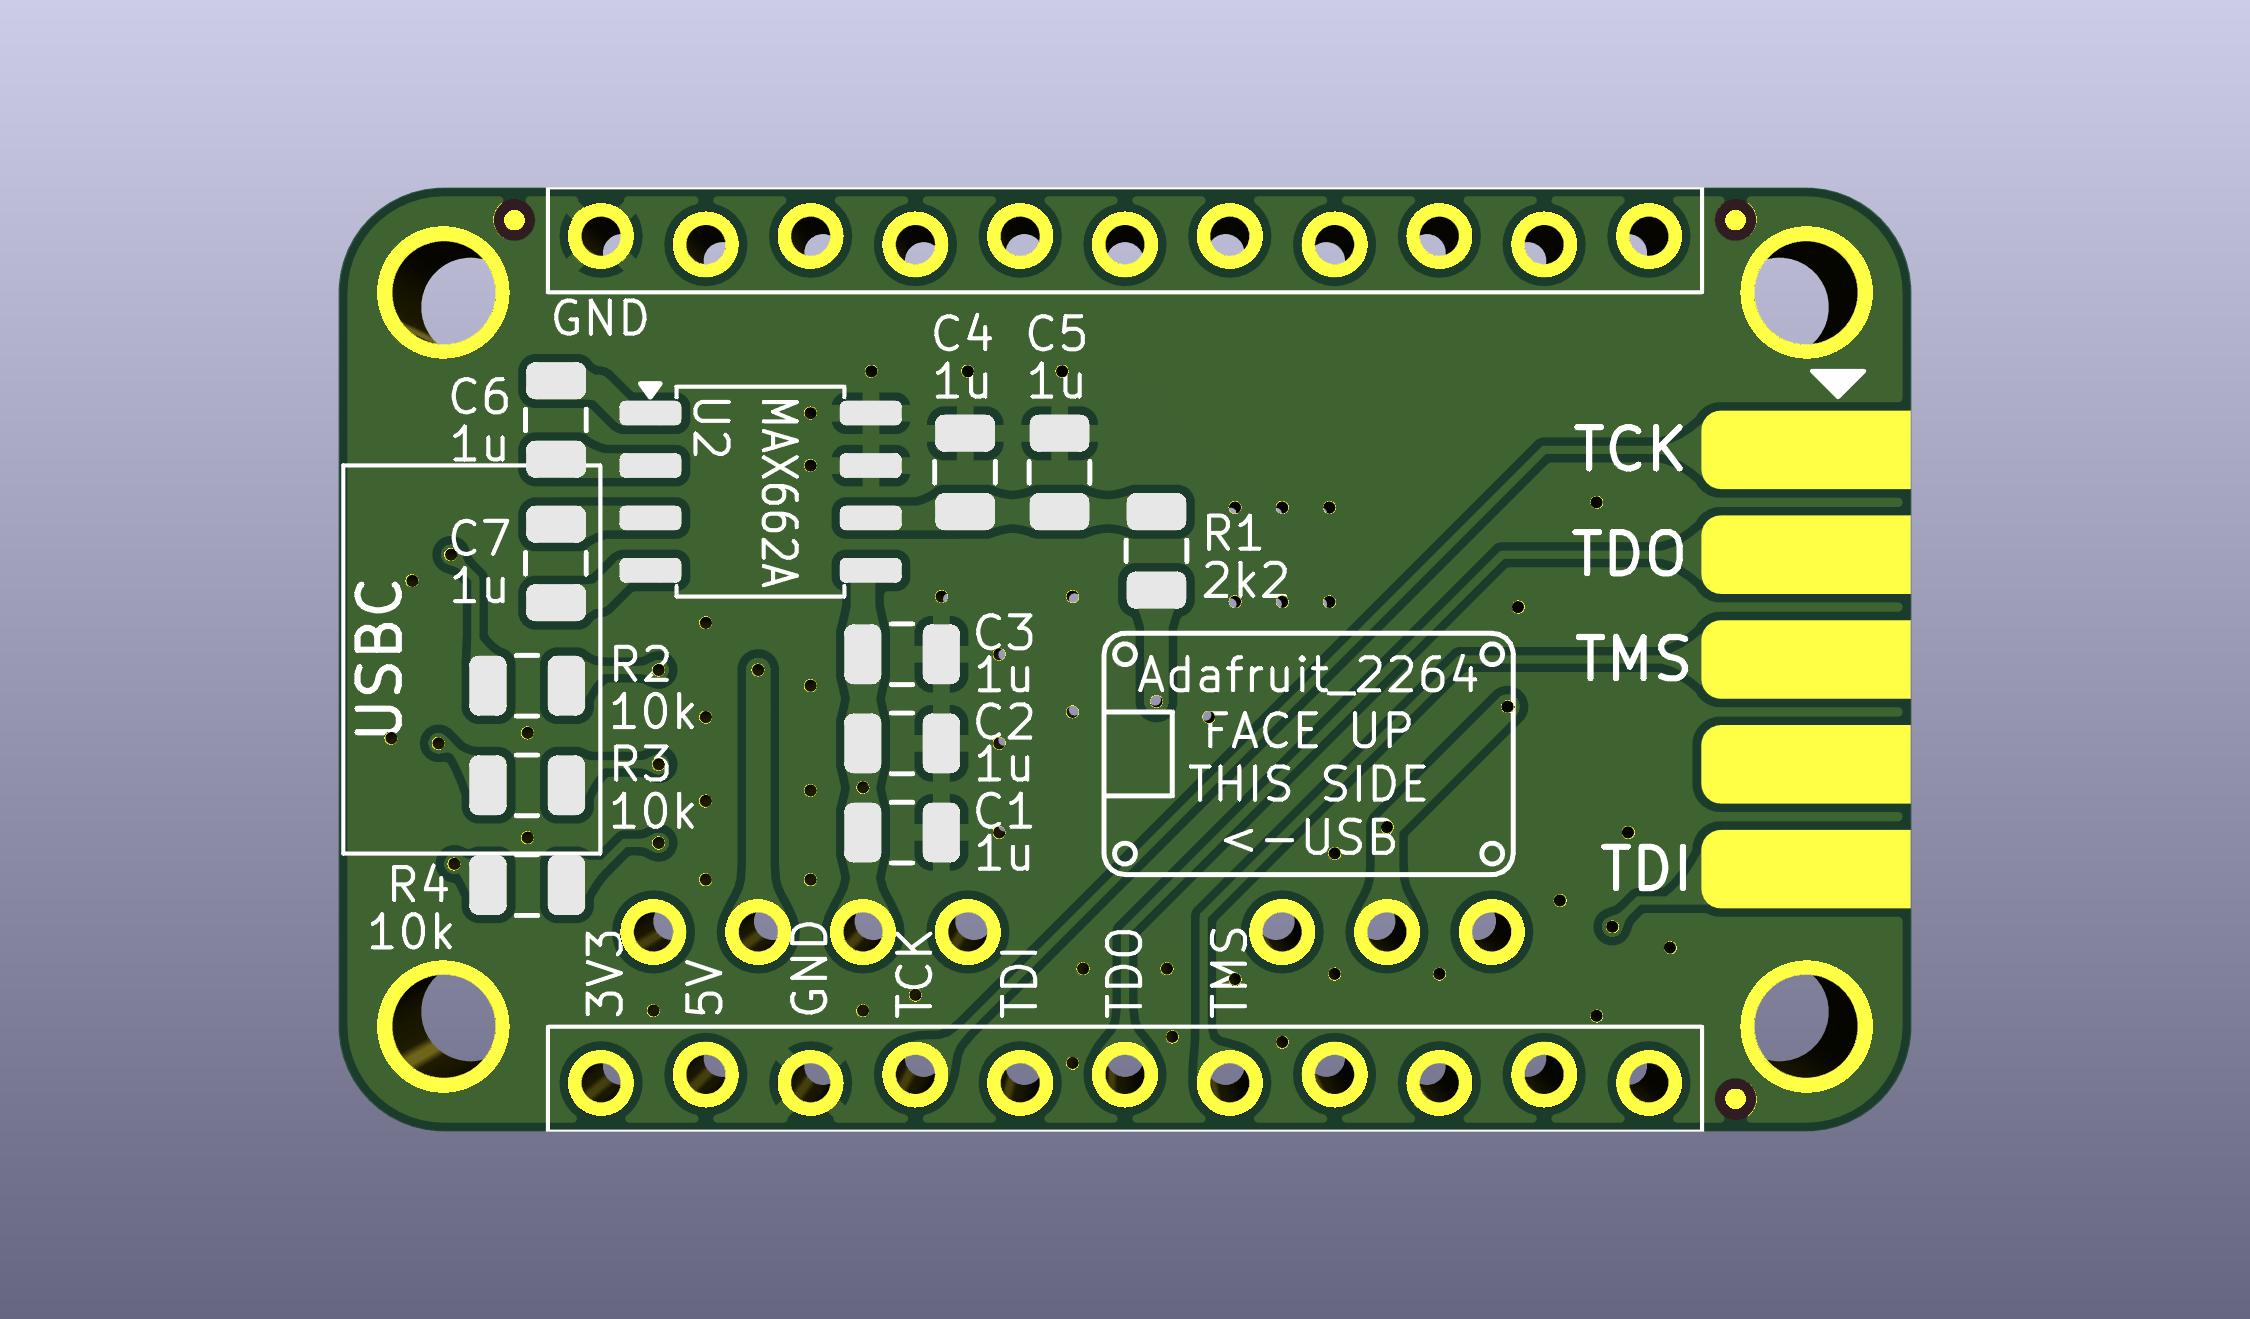 GND
C4
1u
C5
1u
C6
1u
U2
MAX662A
TCK
C7
1u
R1
2k2
TDO
USBC
C3
1u
TMS
R2
10k
Adafruit_2264
FACE UP
THIS SIDE
<-USB
C2
1u
R3
10k
C1
1u
TDI
R4
10k
3V3
5V
GND
TCK
TDI
TDO
TMS